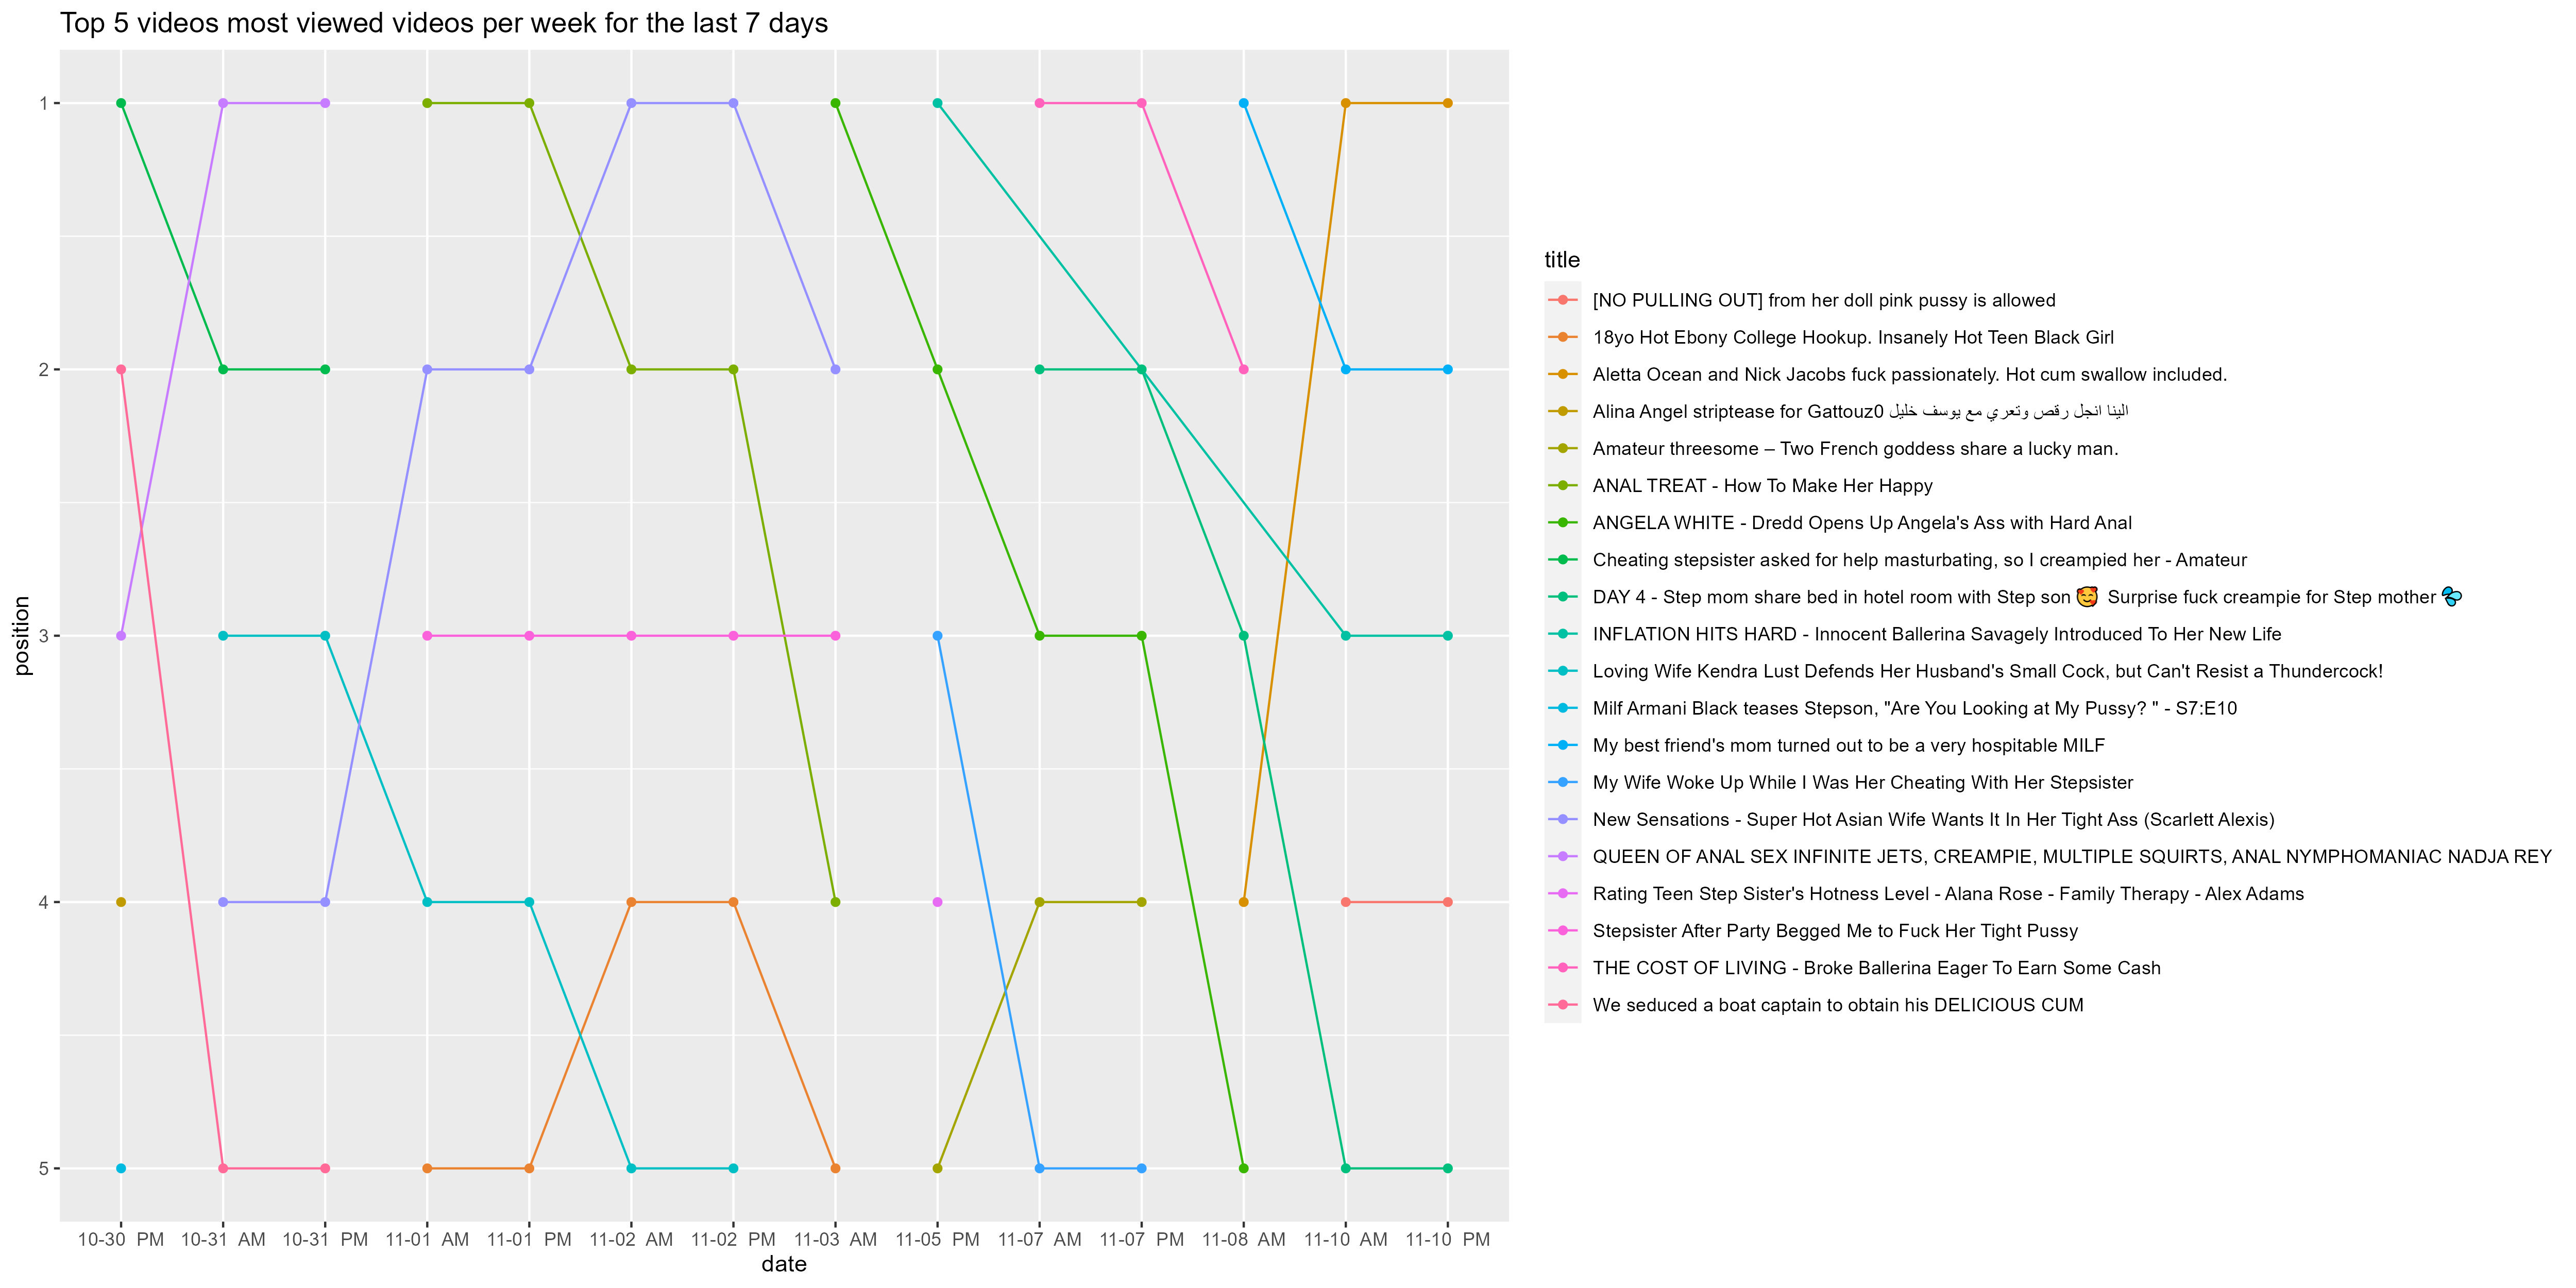 Top 5 videos most viewed videos per week for the last 7 days
position
1
2
3
4
5
10-30 PM 10-31 AM 10-31 PM 11-01 AM 11-01 PM 11-02 AM 11-02 PM 11-03 AM 11-05 PM 11-07 AM 11-07 PM 11-08 AM 11-10 AM 11-10 PM
date
title
[NO PULLING OUT] from her doll pink pussy is allowed
18yo Hot Ebony College Hookup. Insanely Hot Teen Black Girl
Aletta Ocean and Nick Jacobs fuck passionately. Hot cum swallow included.
Alina Angel striptease for Gattouz0 الينا انجل رقص وتعري مع يوسف خليل
Amateur threesome – Two French goddess share a lucky man.
ANAL TREAT - How To Make Her Happy
ANGELA WHITE - Dredd Opens Up Angela's Ass with Hard Anal
Cheating stepsister asked for help masturbating, so I creampied her - Amateur
DAY 4 - Step mom share bed in hotel room with Step son 🥰 Surprise fuck creampie for Step mother 💦
INFLATION HITS HARD - Innocent Ballerina Savagely Introduced To Her New Life
Loving Wife Kendra Lust Defends Her Husband's Small Cock, but Can't Resist a Thundercock!
Milf Armani Black teases Stepson, "Are You Looking at My Pussy? " - S7:E10
My best friend's mom turned out to be a very hospitable MILF
My Wife Woke Up While I Was Her Cheating With Her Stepsister
New Sensations - Super Hot Asian Wife Wants It In Her Tight Ass (Scarlett Alexis)
QUEEN OF ANAL SEX INFINITE JETS, CREAMPIE, MULTIPLE SQUIRTS, ANAL NYMPHOMANIAC NADJA REY
Rating Teen Step Sister's Hotness Level - Alana Rose - Family Therapy - Alex Adams
Stepsister After Party Begged Me to Fuck Her Tight Pussy
THE COST OF LIVING - Broke Ballerina Eager To Earn Some Cash
We seduced a boat captain to obtain his DELICIOUS CUM